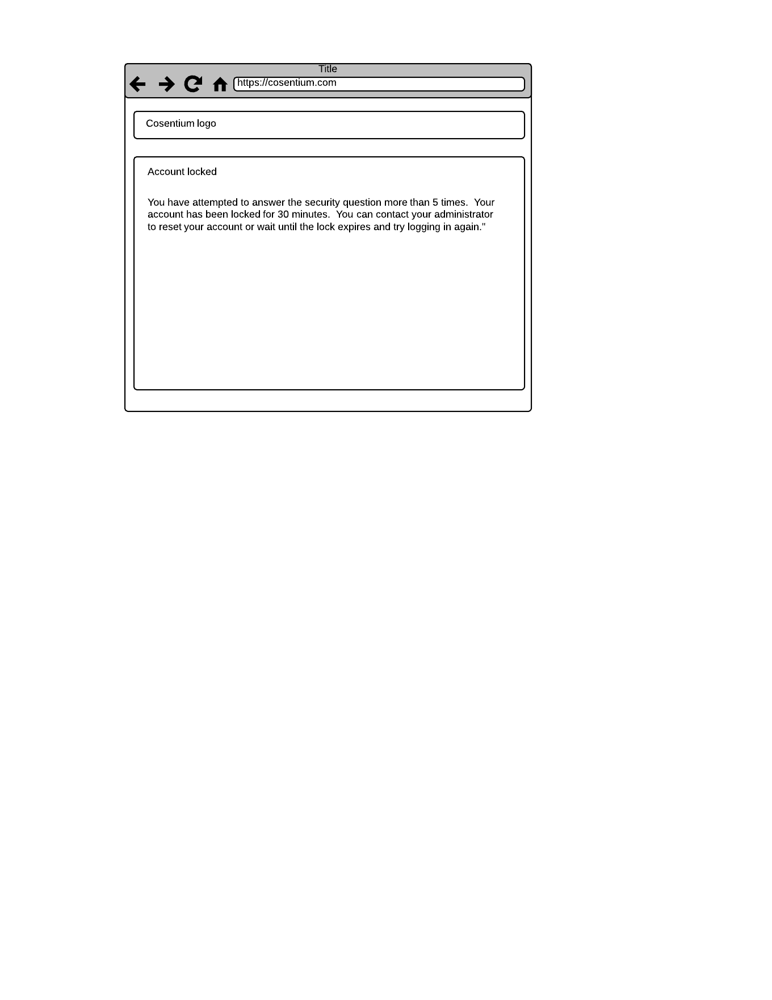 Title
https://cosentium.com
Cosentium logo
Account locked
You have attempted to answer the security question more than 5 times.  Your
account has been locked for 30 minutes.  You can contact your administrator
to reset your account or wait until the lock expires and try logging in again."